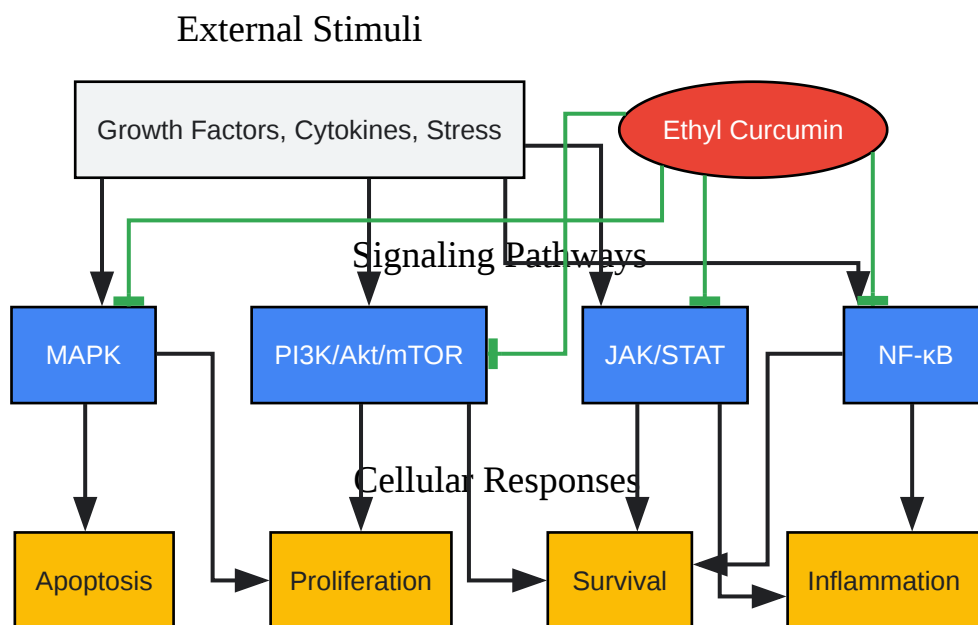 External Stimuli
Growth Factors, Cytokines, Stress
Ethyl Curcumin
Signaling Pathways
MAPK
PI3K/Akt/mTOR
JAK/STAT
NF-κB
Cellular Responses
Apoptosis
Proliferation
Survival
Inflammation